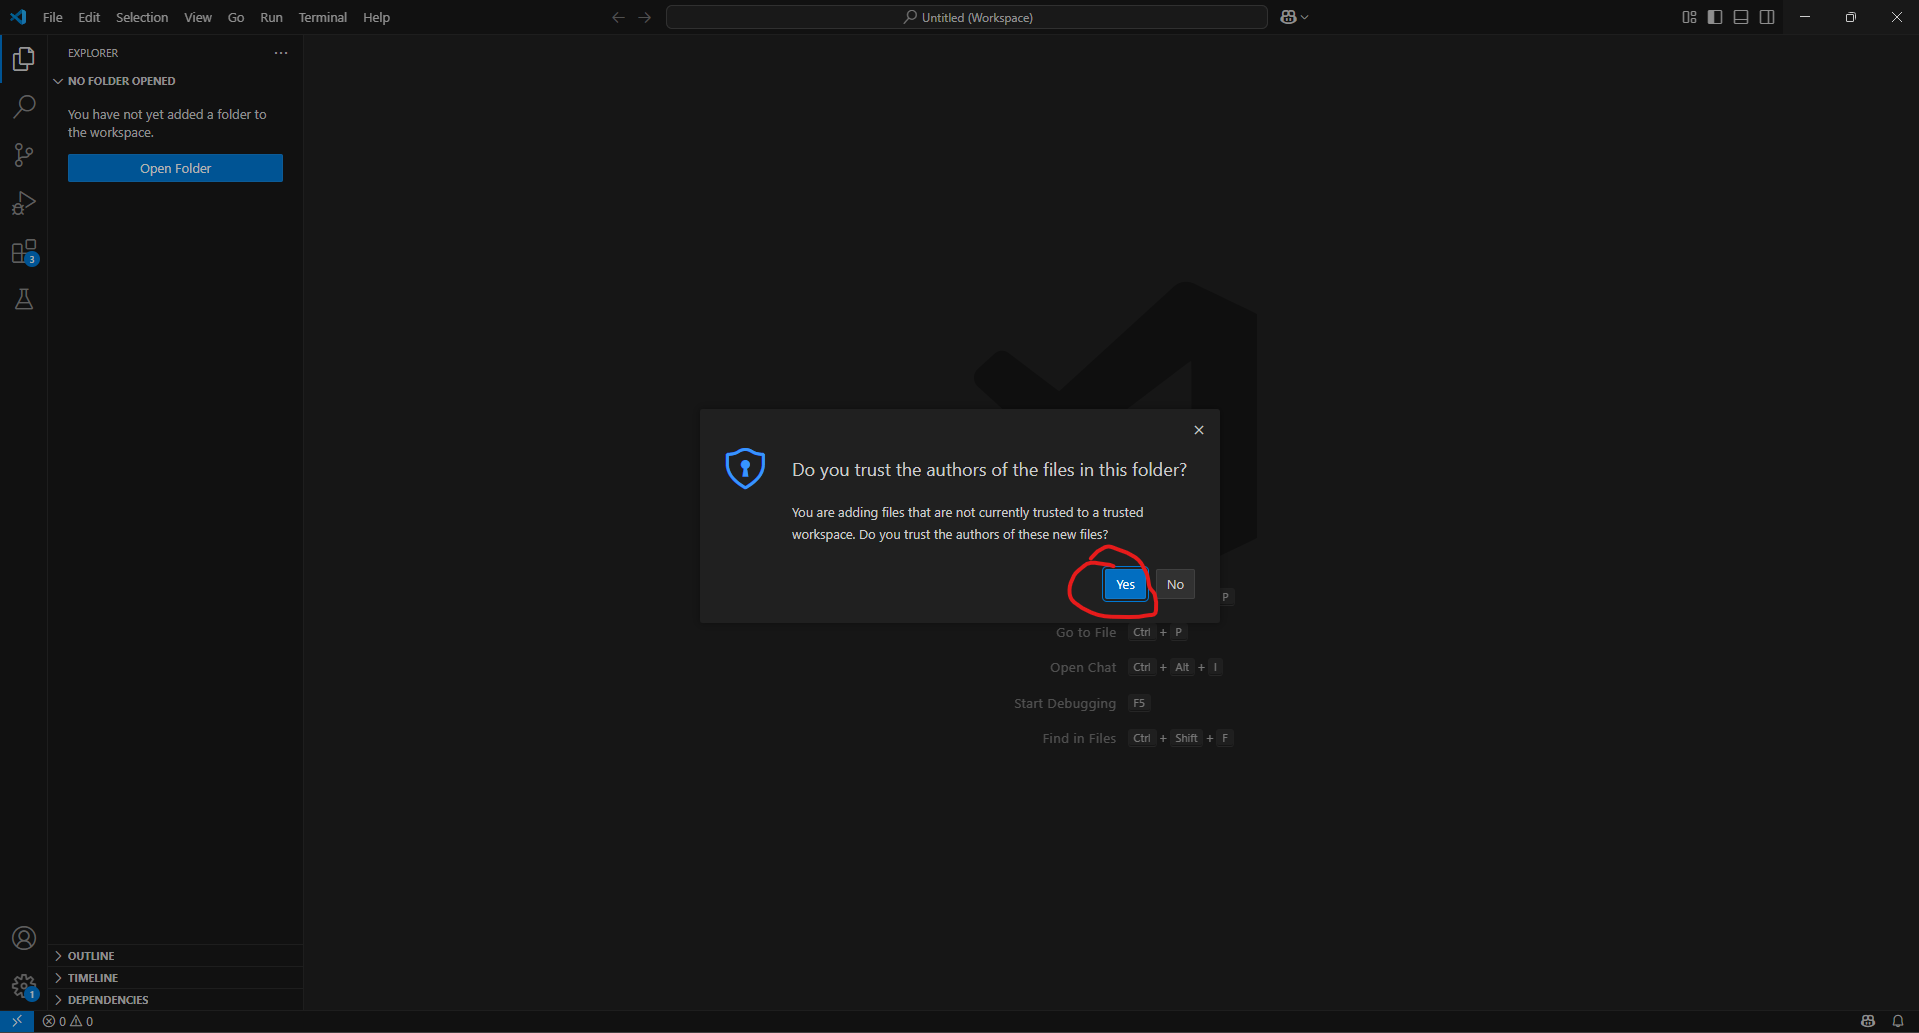 File Edit Selection View Go Run Terminal Help
Untitled (Workspace)
EXPLORER
NO FOLDER OPENED
You have not yet added a folder to
the workspace.
Open Folder
3
Do you trust the authors of the files in this folder?
You are adding files that are not currently trusted to a trusted
workspace. Do you trust the authors of these new files?
Yes No
P
Go to File Ctrl + P
Open Chat Ctrl + Alt + I
Start Debugging F5
Find in Files Ctrl + Shift + F
OUTLINE
TIMELINE
1
DEPENDENCIES
0 0